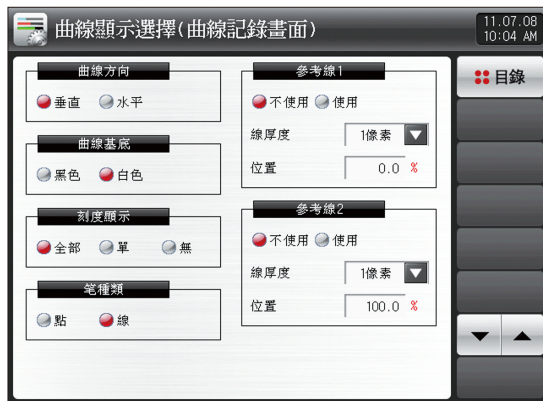 曲線顯示選擇(曲線記錄畫面)
11.07.08
10:04 AM
目錄
曲線方向
垂直 水平
曲線基底
黑色 白色
刻度顯示
全部 單 無
笔種類
點 線
參考線1
不使用 使用
線厚度 1像素
位置 0.0 %
參考線2
不使用 使用
線厚度 1像素
位置 100.0 %